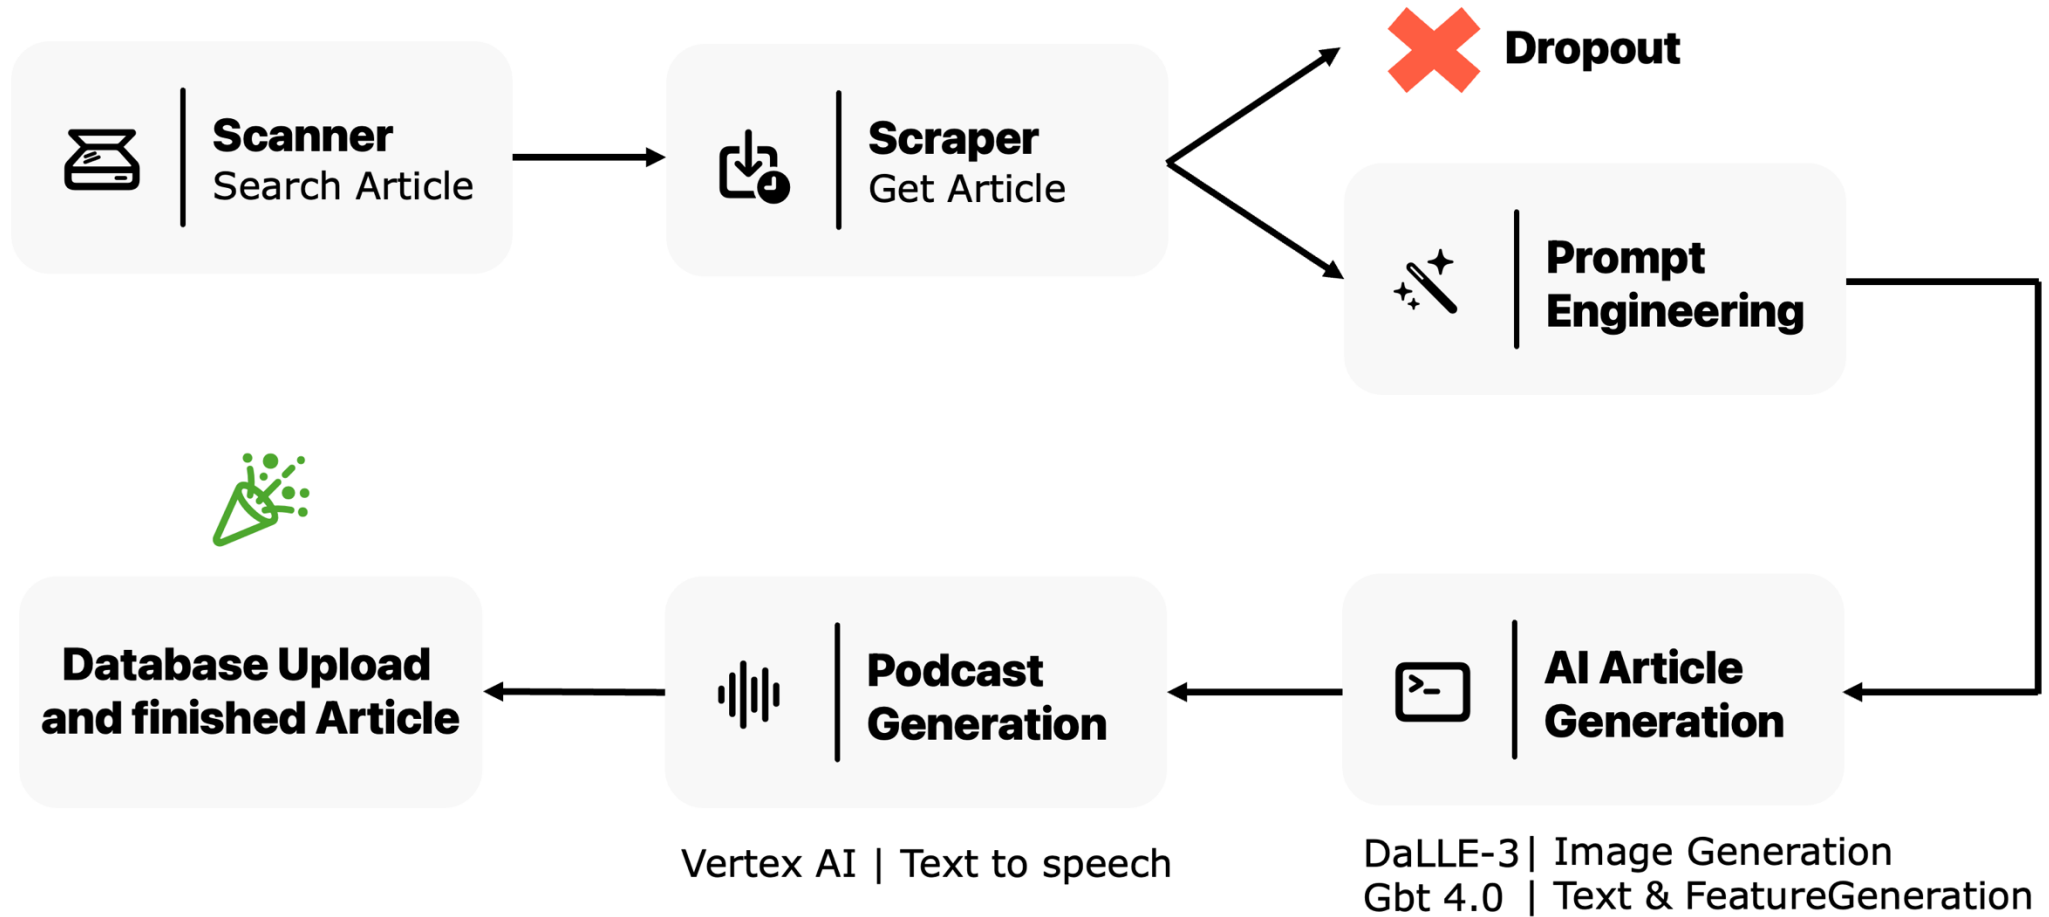 Scanner
Search Article
Scraper
Get Article
Dropout
Prompt
Engineering
Database Upload
and finished Article
Podcast
Generation
AI Article
Generation
Vertex AI | Text to speech
DaLLE-3| Image Generation
Gbt 4.0 | Text & FeatureGeneration